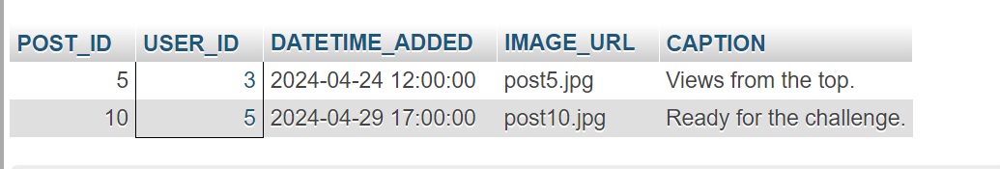 POST_ID USER_ID DATETIME_ADDED IMAGE_URL CAPTION
5 3 2024-04-24 12:00:00 post5.jpg Views from the top.
10 5 2024-04-29 17:00:00 post10.jpg Ready for the challenge.